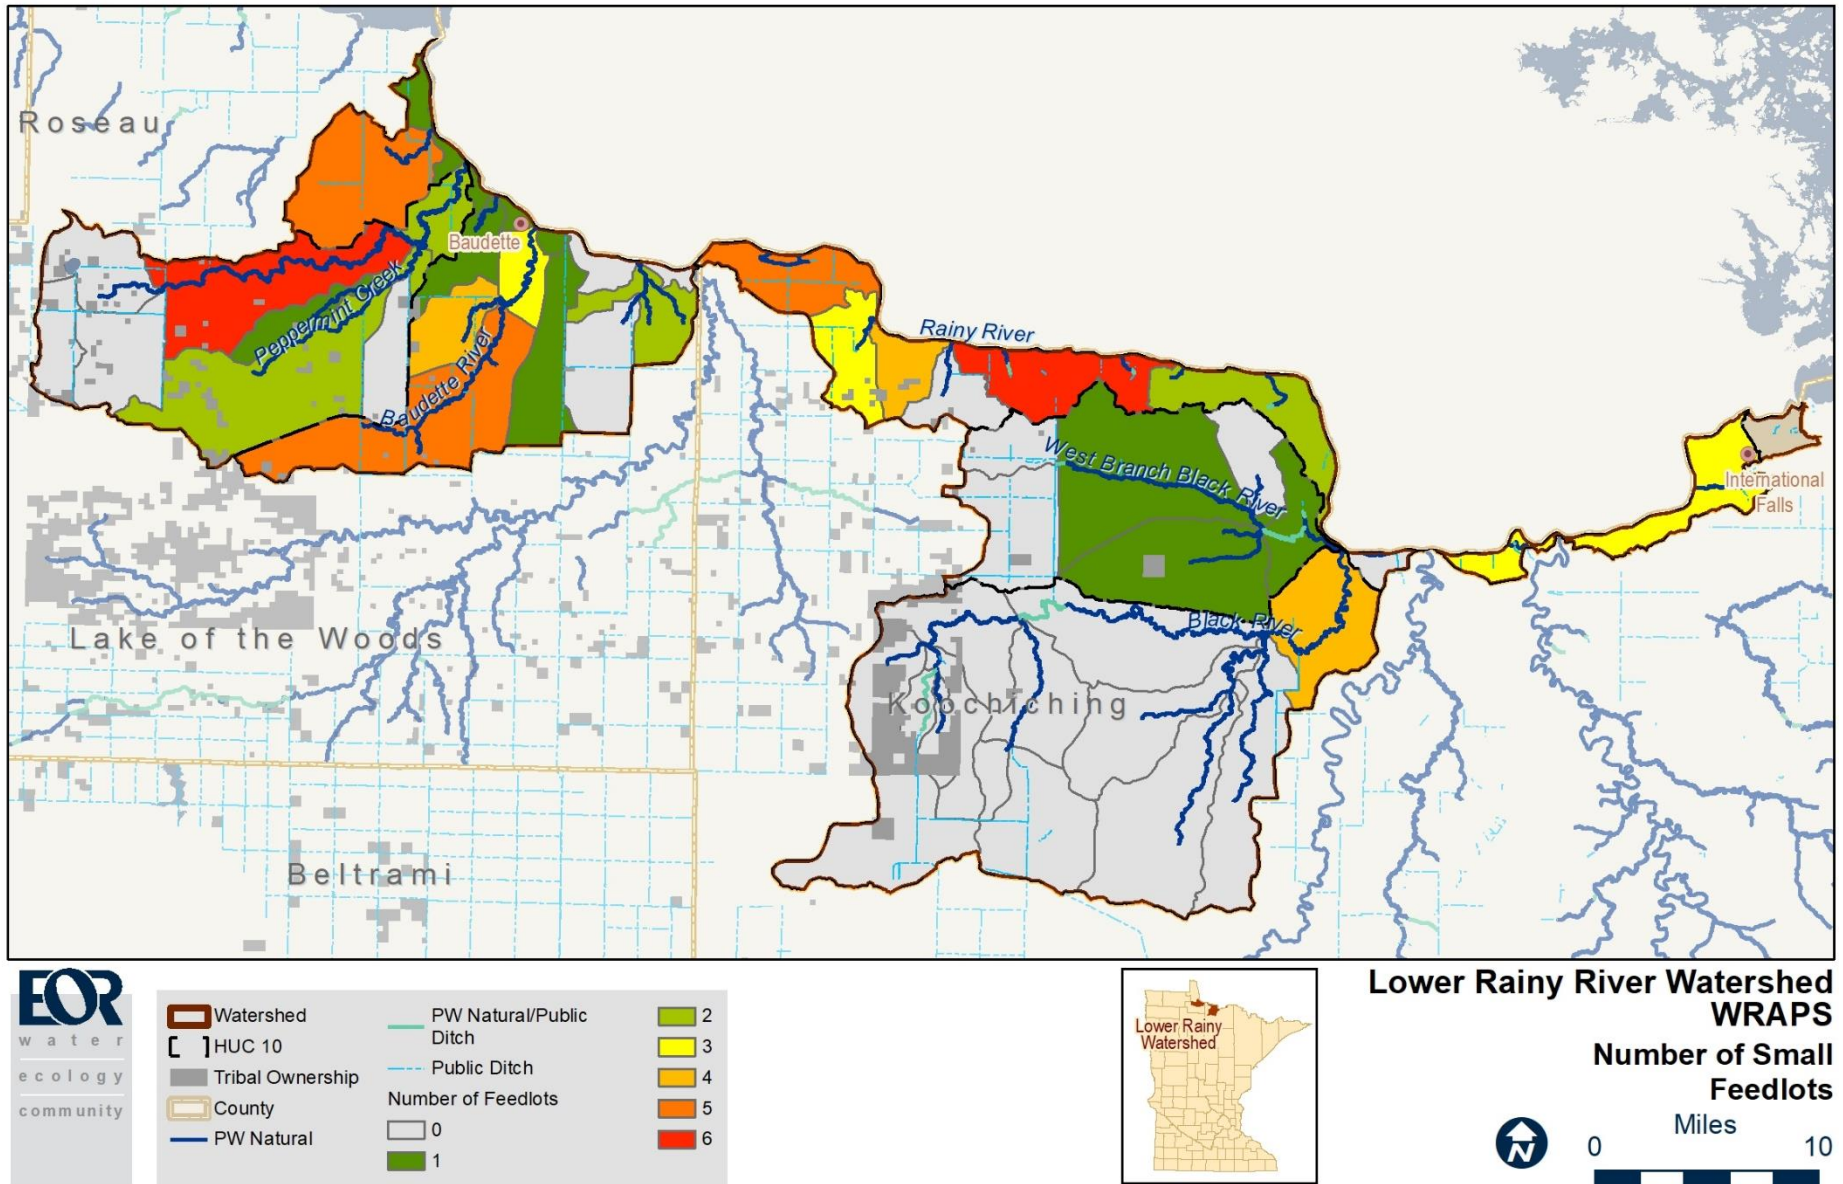 Roseau
Baudette
Peppermint Creek
Baudette River
Rainy River
West Branch Black River
International
Falls
Black River
Lake of the Woods
Koochiching
Beltrami
EOR
water
ecology
community
Watershed
HUC 10
Tribal Ownership
County
PW Natural
PW Natural/Public
Ditch
Public Ditch
Number of Feedlots
0
1
2
3
4
5
6
Lower Rainy
Watershed
Lower Rainy River Watershed
WRAPS
Number of Small
Feedlots
Miles
N
0 10